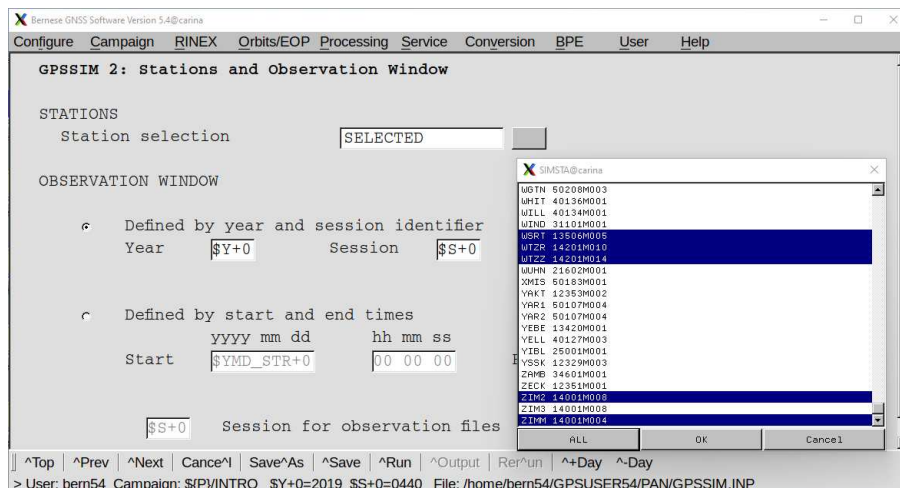 Bernese GNSS Software Version 5.4@carina
Configure Campaign RINEX Orbits/EOP Processing Service Conversion BPE User Help
GPSSIM 2: Stations and Observation Window
STATIONS
Station selection SELECTED
OBSERVATION WINDOW
Defined by year and session identifier
Year $Y+0 Session $S+0
Defined by start and end times
yyyy mm dd hh mm ss
Start $YMD_STR+0 00 00 00
$S+0 Session for observation files
SIMSTA@carina
WGTN 50208M003
WHIT 40136M001
WILL 40134M001
WIND 31101M001
WSRT 13506M005
WTZR 14201M010
WTZZ 14201M014
WUHN 21602M001
XMIS 50183M001
YAKT 12353M002
YAR1 50107M004
YAR2 50107M004
YEBE 13420M001
YELL 40127M003
YIBL 25001M001
YSSK 12329M003
ZAMB 34601M001
ZECK 12351M001
ZIM2 14001M008
ZIM3 14001M008
ZIMM 14001M004
ALL OK Cancel
^Top ^Prev ^Next Cance^l Save^As ^Save ^Run ^Output Rer^un ^+Day ^-Day
> User: bern54 Campaign: ${P}/INTRO $Y+0=2019 $S+0=0440 File: /home/bern54/GPSUSER54/PAN/GPSSIM.INP